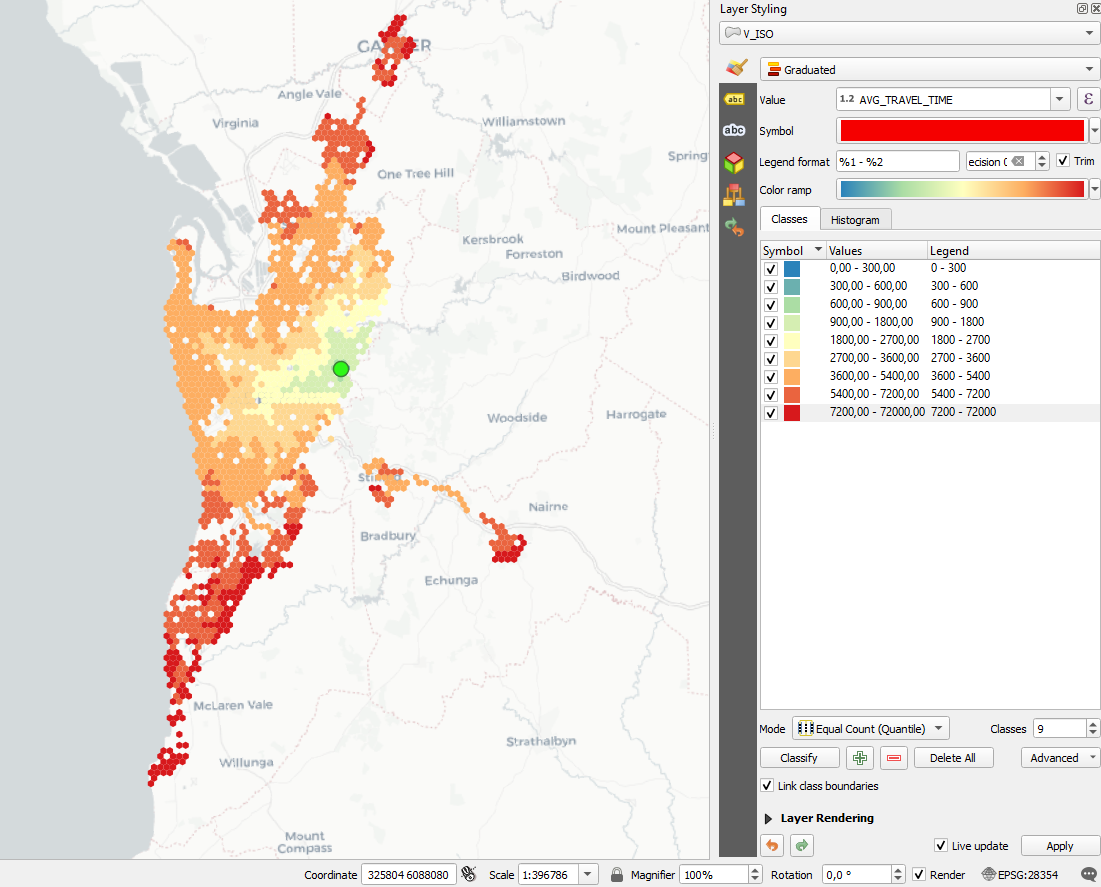 Layer Styling
V_ISO
Graduated
abc
Value
1.2 AVG_TRAVEL_TIME
ε
abc
Symbol
Legend format
%1 - %2
ecision
Trim
Color ramp
Classes
Histogram
Symbol Values Legend
0,00 - 300,00 0 - 300
300,00 - 600,00 300 - 600
600,00 - 900,00 600 - 900
900,00 - 1800,00 900 - 1800
1800,00 - 2700,00 1800 - 2700
2700,00 - 3600,00 2700 - 3600
3600,00 - 5400,00 3600 - 5400
5400,00 - 7200,00 5400 - 7200
7200,00 - 72000,00 7200 - 72000
Mode Equal Count (Quantile) Classes 9
Classify Delete All Advanced
Link class boundaries
Layer Rendering
Live update Apply
Angle Vale
Virginia
Williamstown
Spring
One Tree Hill
Mount Pleasant
Kersbrook
Forreston
Birdwood
Woodside
Harrogate
Nairne
Bradbury
Echunga
McLaren Vale
Strathalbyn
Willunga
Mount
Compass
Coordinate 325804 6088080 Scale 1:396786 Magnifier 100% Rotation 0,0 ° Render EPSG:28354